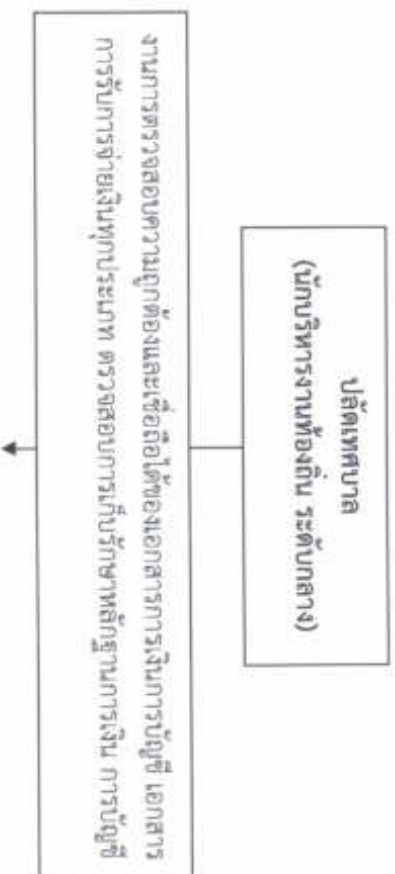 ปลัดเทศบาล
(นักบริหารงานท้องถิ่น ระดับกลาง)
งานการตรวจสอบความถูกต้องและเชื่อถือได้ของเอกสารการเงินการบัญชี เอกสาร
การรับการจ่ายเงินทุกประเภท ตรวจสอบการเก็บรักษาหลักฐานการเงิน การบัญชี